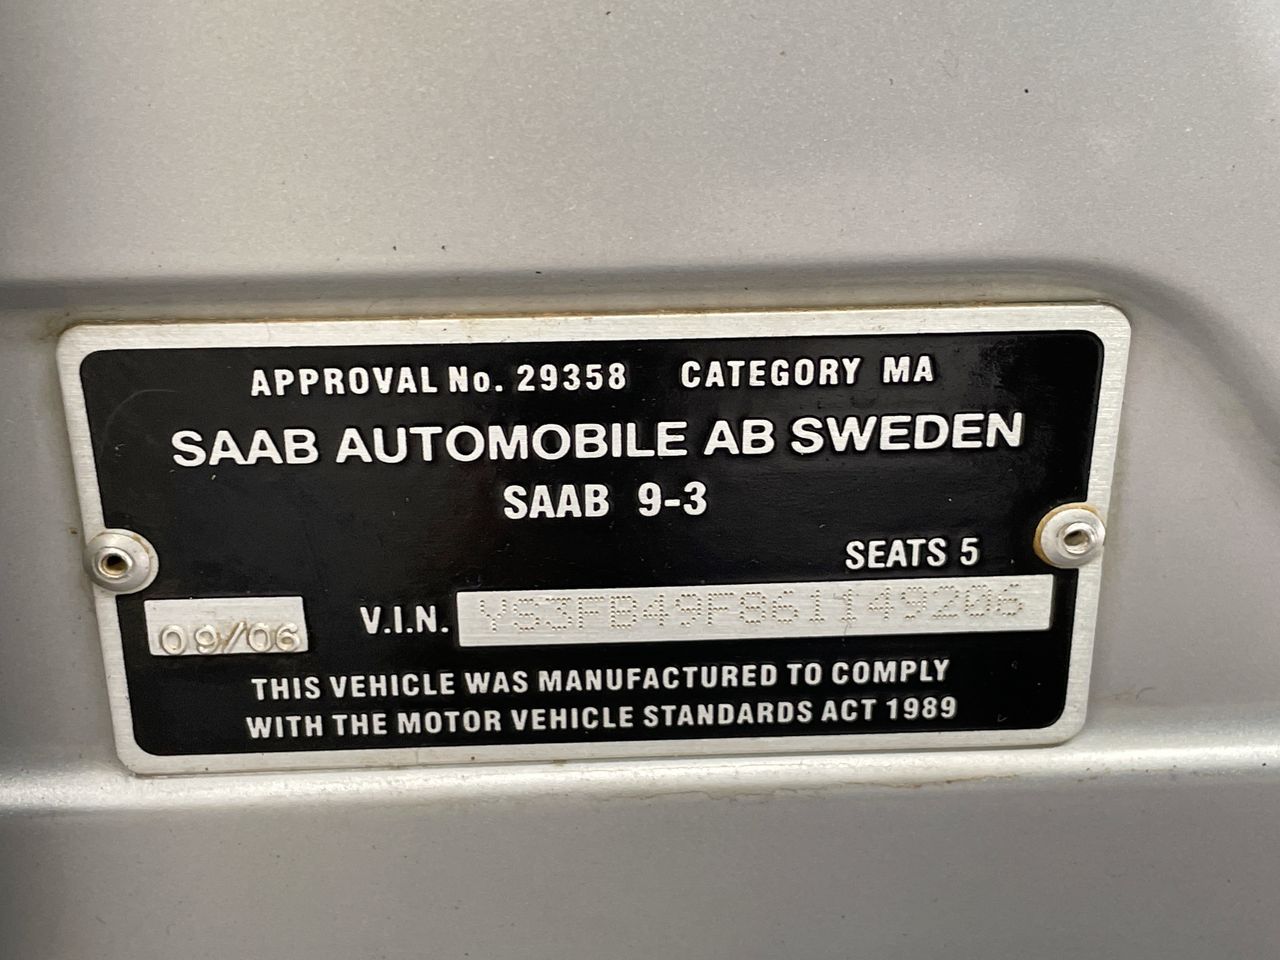 APPROVAL No. 29358 CATEGORY MA
SAAB AUTOMOBILE AB SWEDEN
SAAB 9-3
SEATS 5
09/06 V.I.N. YS3FB49F861149206
THIS VEHICLE WAS MANUFACTURED TO COMPLY
WITH THE MOTOR VEHICLE STANDARDS ACT 1989